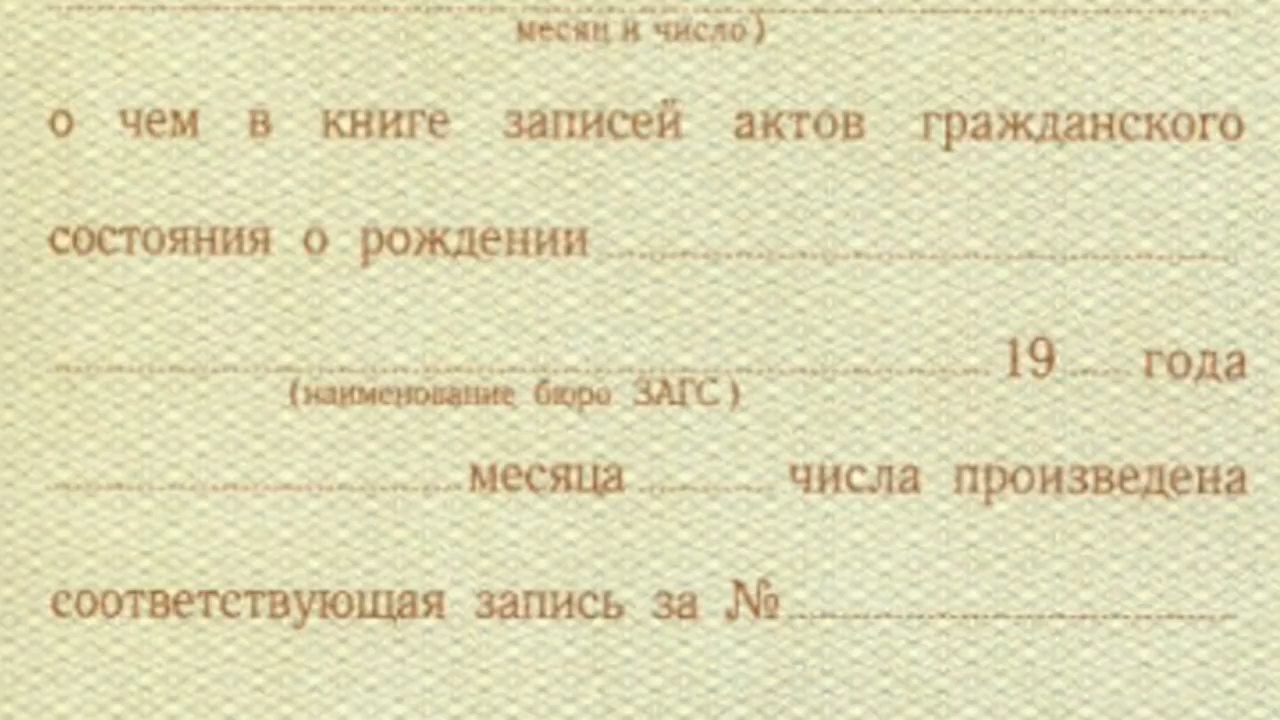 месяц и число)
о чем в книге записей актов гражданского
состояния о рождении
19 года
(наименование бюро ЗАГС)
месяца числа произведена
соответствующая запись за №